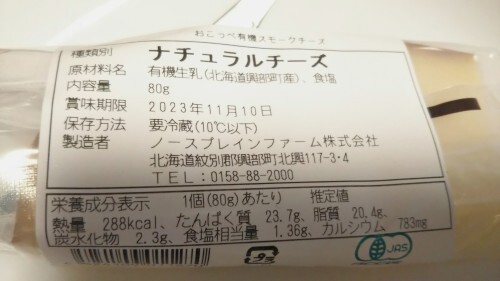 おこっぺ有機スモークチーズ
種類別 ナチュラルチーズ
原材料名 有機生乳(北海道興部町産)、食塩
内容量 80g
賞味期限 2023年11月10日
保存方法 要冷蔵(10℃以下)
製造者 ノースプレインファーム株式会社
北海道紋別郡興部町北興117-3・4
TEL:0158-88-2000
栄養成分表示 1個(80g)あたり 推定値
熱量 288kcal、たんぱく質 23.7g、脂質 20.4g、
炭水化物 2.3g、食塩相当量 1.36g、カルシウム 783mg
プラ
JAS